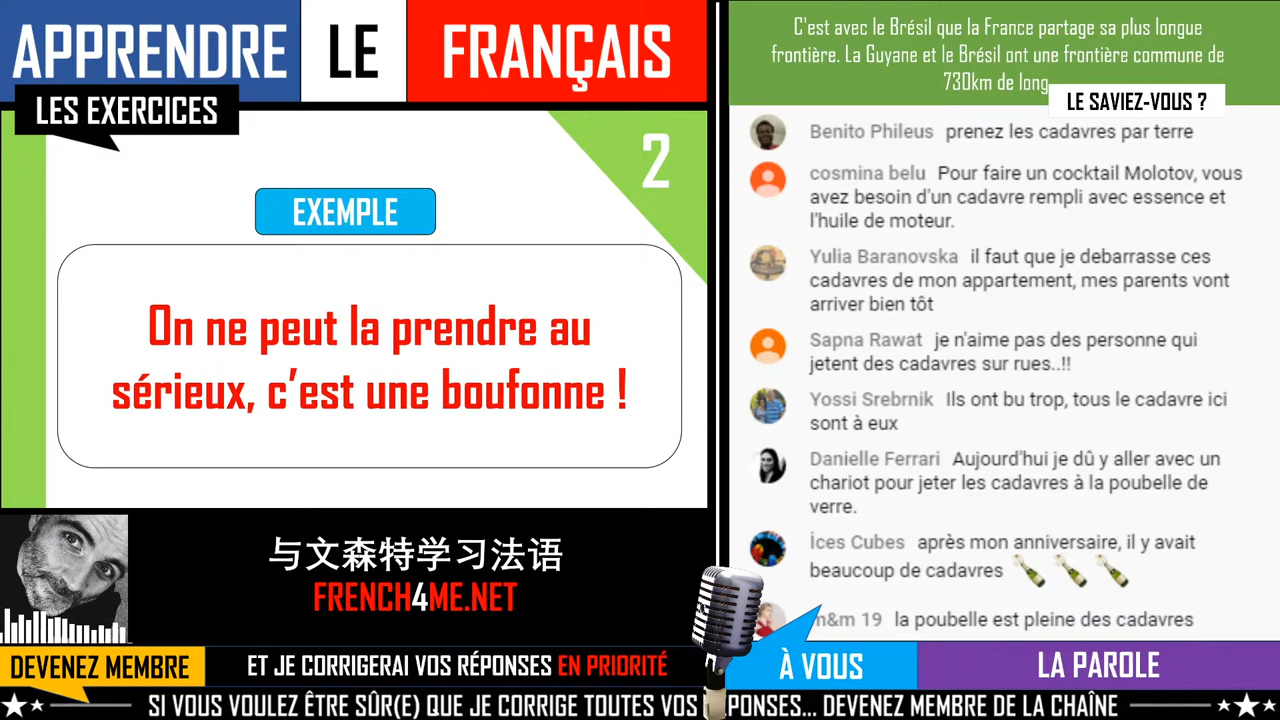 APPRENDRE LE FRANÇAIS
LES EXERCICES
2
EXEMPLE
On ne peut la prendre au
sérieux, c'est une boufonne !
与文森特学习法语
FRENCH4ME.NET
DEVENEZ MEMBRE
ET JE CORRIGERAI VOS RÉPONSES EN PRIORITÉ
C'est avec le Brésil que la France partage sa plus longue
frontière. La Guyane et le Brésil ont une frontière commune de
730km de long
LE SAVIEZ-VOUS ?
Benito Phileus prenez les cadavres par terre
cosmina belu Pour faire un cocktail Molotov, vous
avez besoin d'un cadavre rempli avec essence et
l'huile de moteur.
Yulia Baranovska il faut que je debarrasse ces
cadavres de mon appartement, mes parents vont
arriver bien tôt
Sapna Rawat je n'aime pas des personne qui
jetent des cadavres sur rues..!!
Yossi Srebrnik Ils ont bu trop, tous le cadavre ici
sont à eux
Danielle Ferrari Aujourd'hui je dû y aller avec un
chariot pour jeter les cadavres à la poubelle de
verre.
İces Cubes après mon anniversaire, il y avait
beaucoup de cadavres
m&m 19 la poubelle est pleine des cadavres
À VOUS
LA PAROLE
SI VOUS VOULEZ ÊTRE SÛR(E) QUE JE CORRIGE TOUTES VOS RÉPONSES... DEVENEZ MEMBRE DE LA CHAÎNE